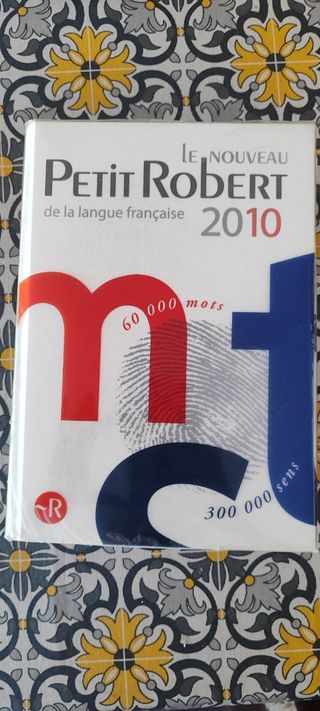 LE NOUVEAU
PETIT ROBERT
de la langue française
2010
m
t
s
60 000 mots
300 000 sens
R